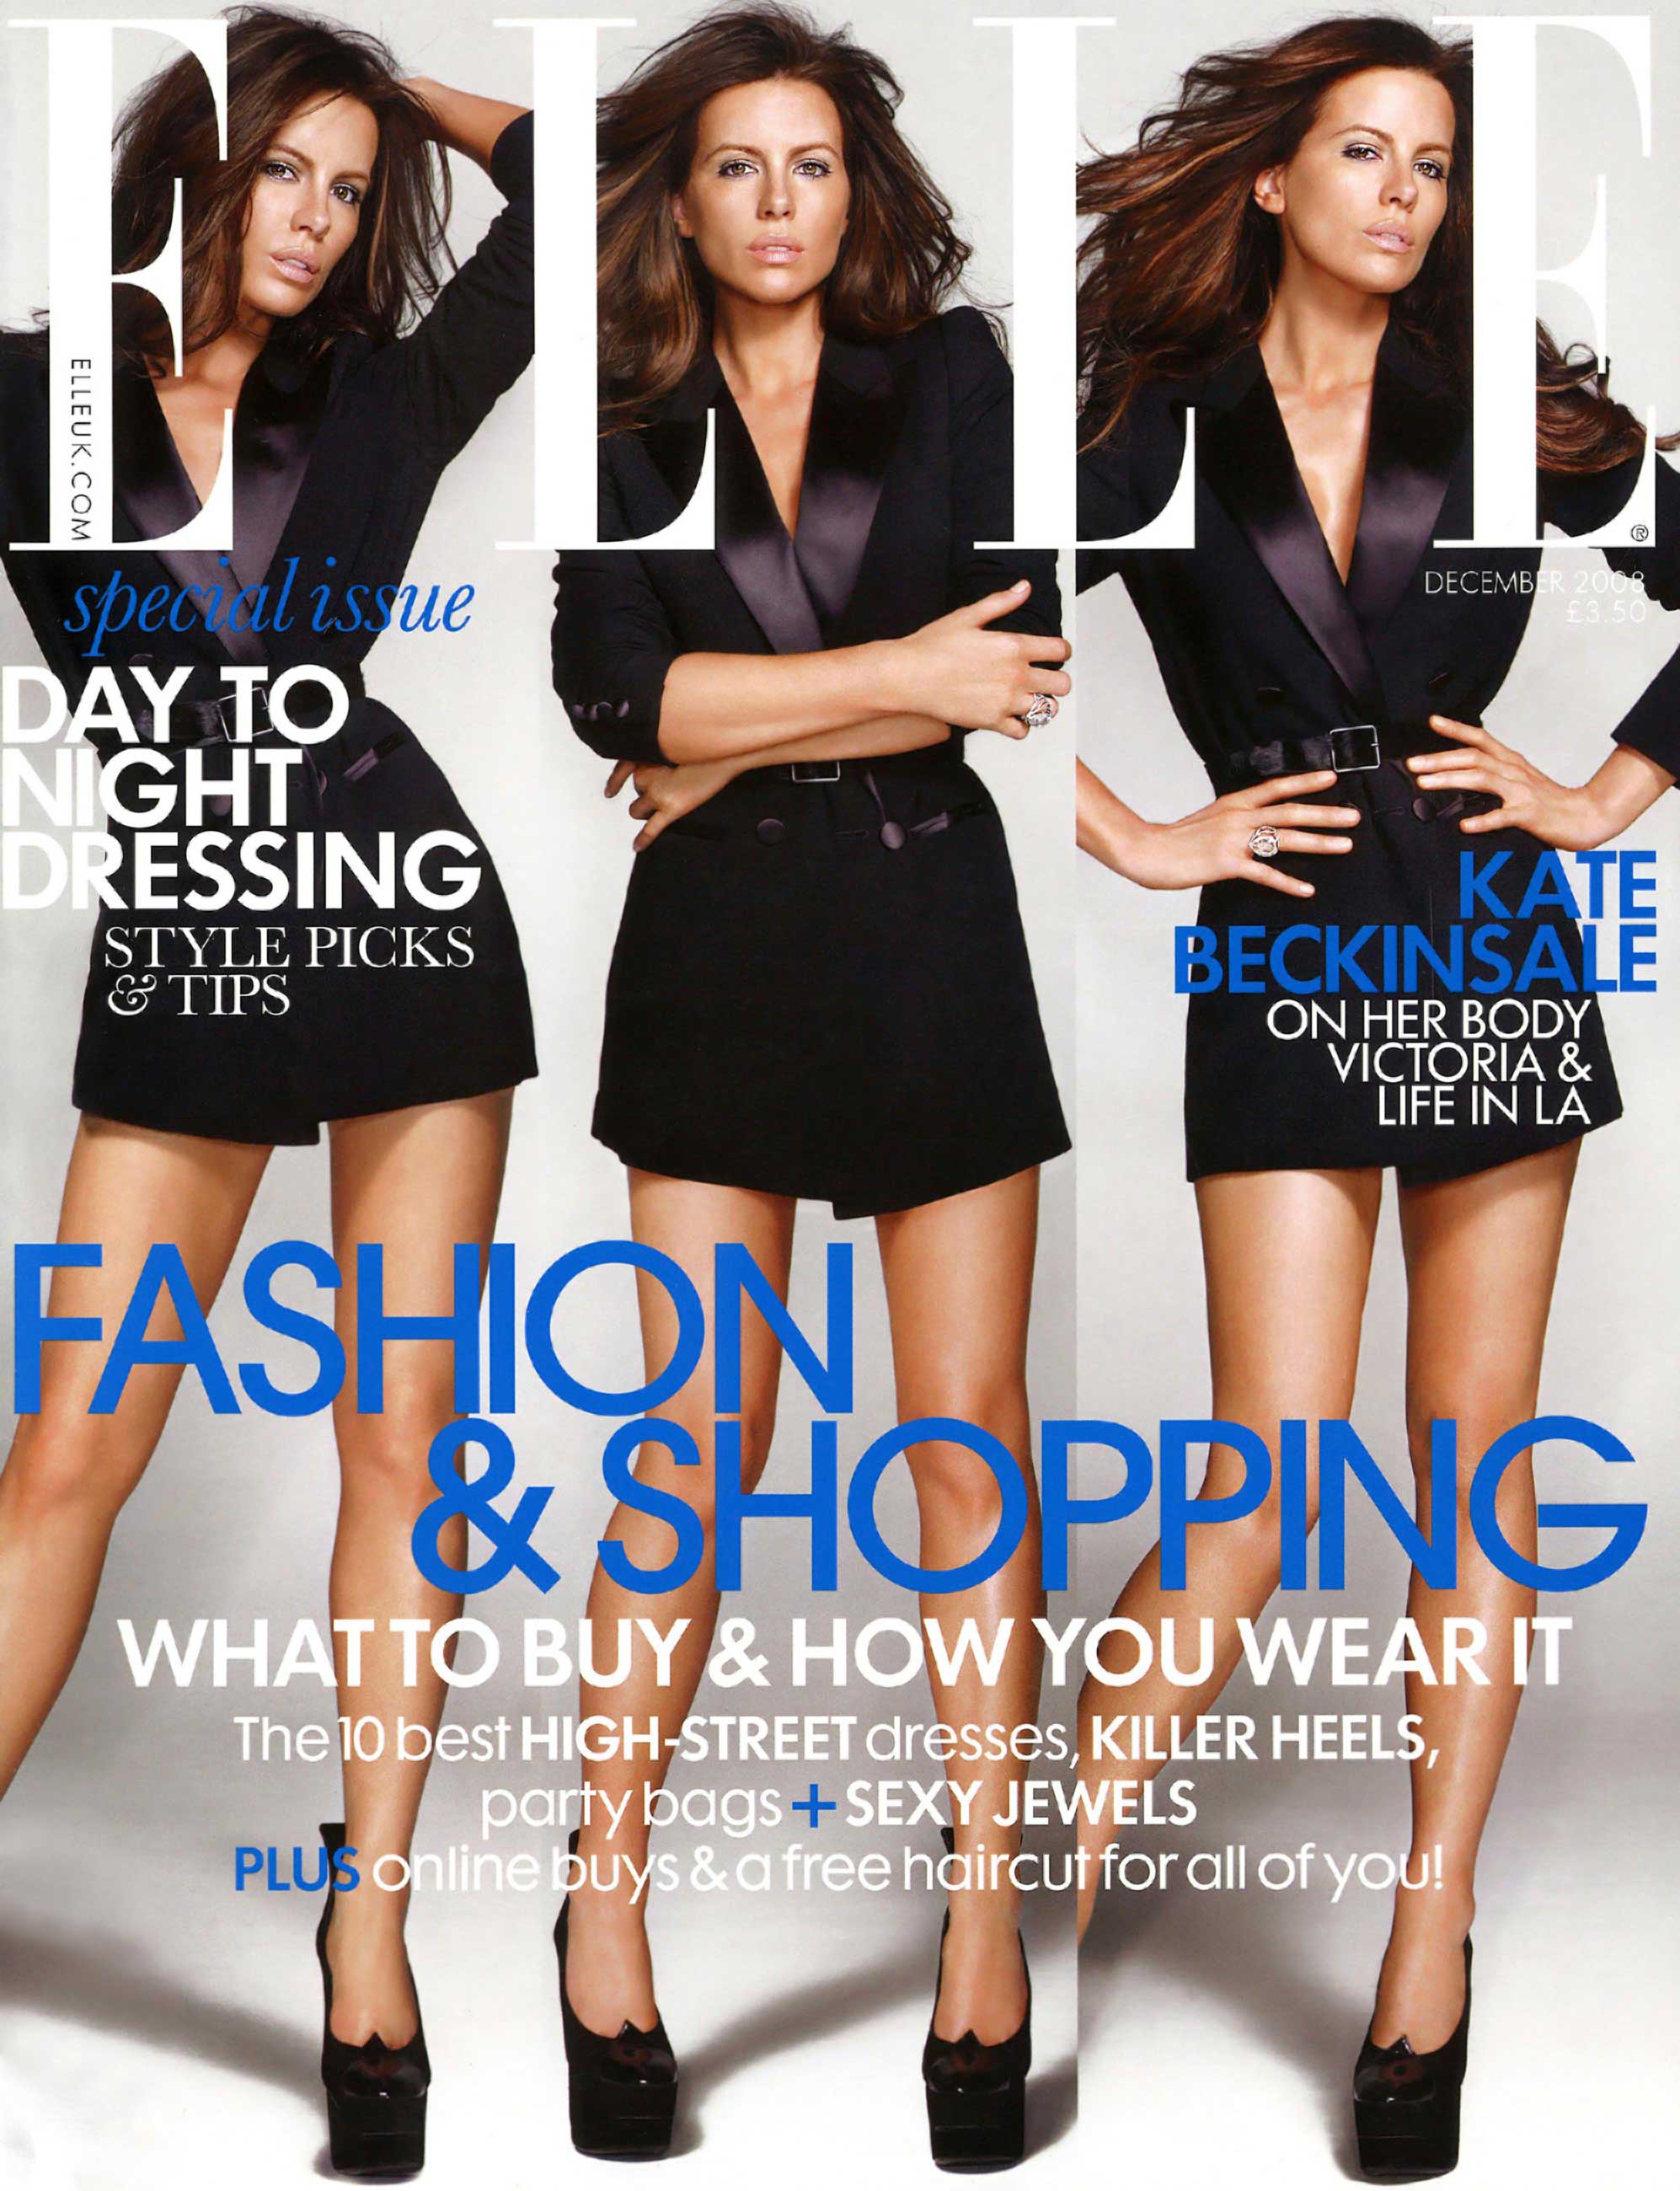 ELLE
ELLEUK.COM
®
DECEMBER 2008
£3.50
special issue
DAY TO
NIGHT
DRESSING
STYLE PICKS
& TIPS
KATE
BECKINSALE
ON HER BODY
VICTORIA &
LIFE IN LA
FASHION
& SHOPPING
WHAT TO BUY & HOW YOU WEAR IT
The 10 best HIGH-STREET dresses, KILLER HEELS,
party bags + SEXY JEWELS
PLUS online buys & a free haircut for all of you!